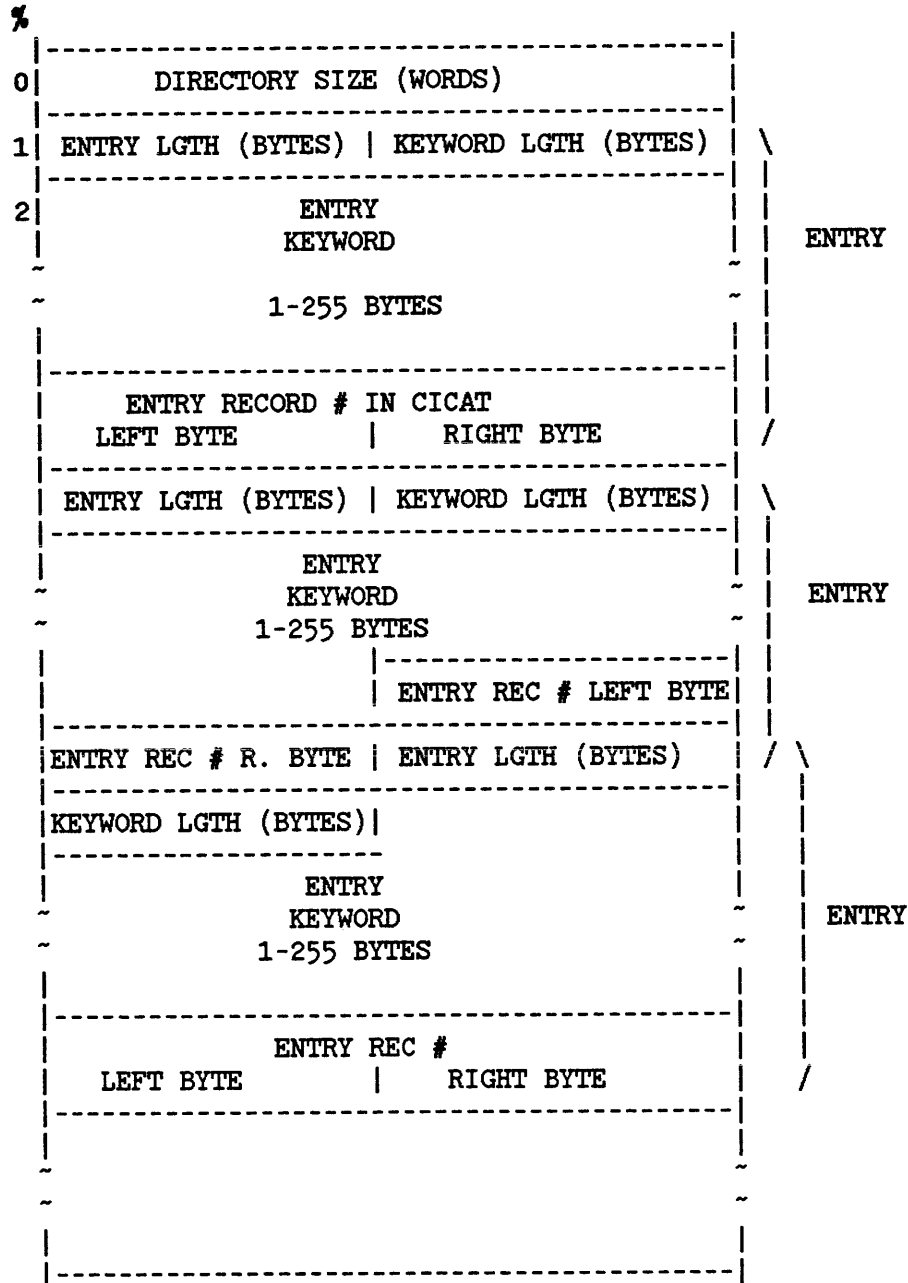 %
0| DIRECTORY SIZE (WORDS)
1| ENTRY LGTH (BYTES) | KEYWORD LGTH (BYTES)
2| ENTRY
KEYWORD ENTRY
1-255 BYTES
ENTRY RECORD # IN CICAT
LEFT BYTE | RIGHT BYTE
ENTRY LGTH (BYTES) | KEYWORD LGTH (BYTES)
ENTRY
KEYWORD ENTRY
1-255 BYTES
ENTRY REC # LEFT BYTE
ENTRY REC # R. BYTE | ENTRY LGTH (BYTES)
KEYWORD LGTH (BYTES)|
ENTRY
KEYWORD ENTRY
1-255 BYTES
ENTRY REC #
LEFT BYTE | RIGHT BYTE